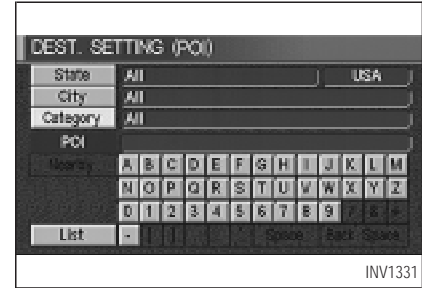 DEST. SETTING (POI)
State All USA
City All
Category All
POI
Nearby A B C D E F G H I J K L M
N O P Q R S T U V W X Y Z
0 1 2 3 4 5 6 7 8 9
List - Space Back Space
INV1331